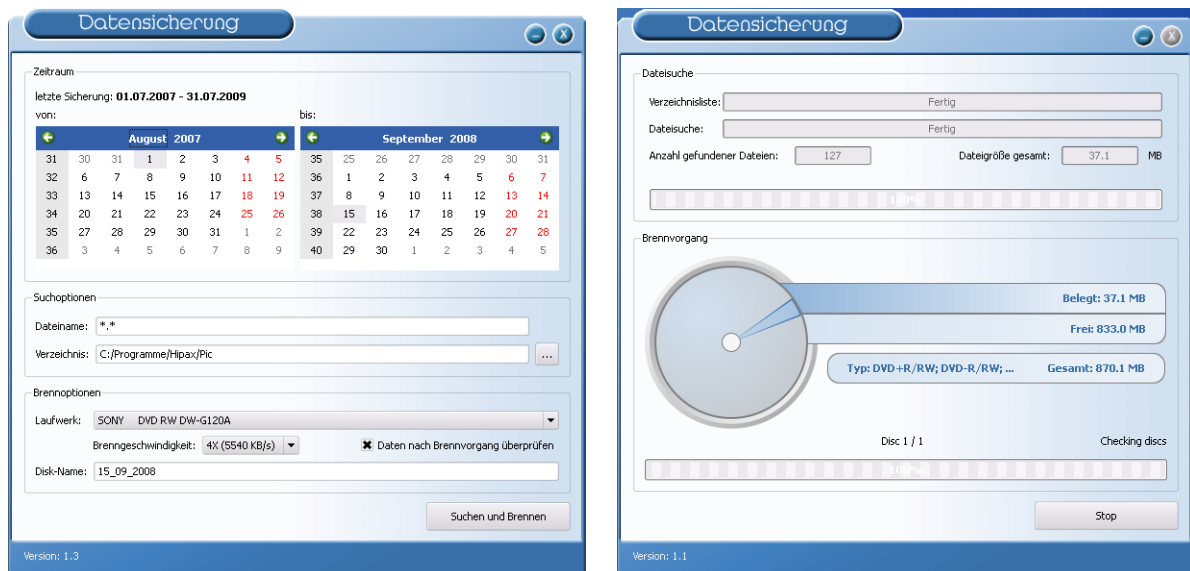 Datensicherung
Zeitraum
letzte Sicherung: 01.07.2007 - 31.07.2009
von: bis:
August 2007
31 30 31 1 2 3 4 5
32 6 7 8 9 10 11 12
33 13 14 15 16 17 18 19
34 20 21 22 23 24 25 26
35 27 28 29 30 31 1 2
36 3 4 5 6 7 8 9
September 2008
35 25 26 27 28 29 30 31
36 1 2 3 4 5 6 7
37 8 9 10 11 12 13 14
38 15 16 17 18 19 20 21
39 22 23 24 25 26 27 28
40 29 30 1 2 3 4 5
Suchoptionen
Dateiname: *.*
Verzeichnis: C:/Programme/Hipax/Pic ...
Brennoptionen
Laufwerk: SONY DVD RW DW-G120A
Brenngeschwindigkeit: 4X (5540 KB/s) Daten nach Brennvorgang überprüfen
Disk-Name: 15_09_2008
Suchen und Brennen
Version: 1.3
Datensicherung
Dateisuche
Verzeichnisliste: Fertig
Dateisuche: Fertig
Anzahl gefundener Dateien: 127 Dateigröße gesamt: 37.1 MB
100%
Brennvorgang
Belegt: 37.1 MB
Frei: 833.0 MB
Typ: DVD+R/RW; DVD-R/RW; ... Gesamt: 870.1 MB
Disc 1 / 1 Checking discs
100%
Stop
Version: 1.1